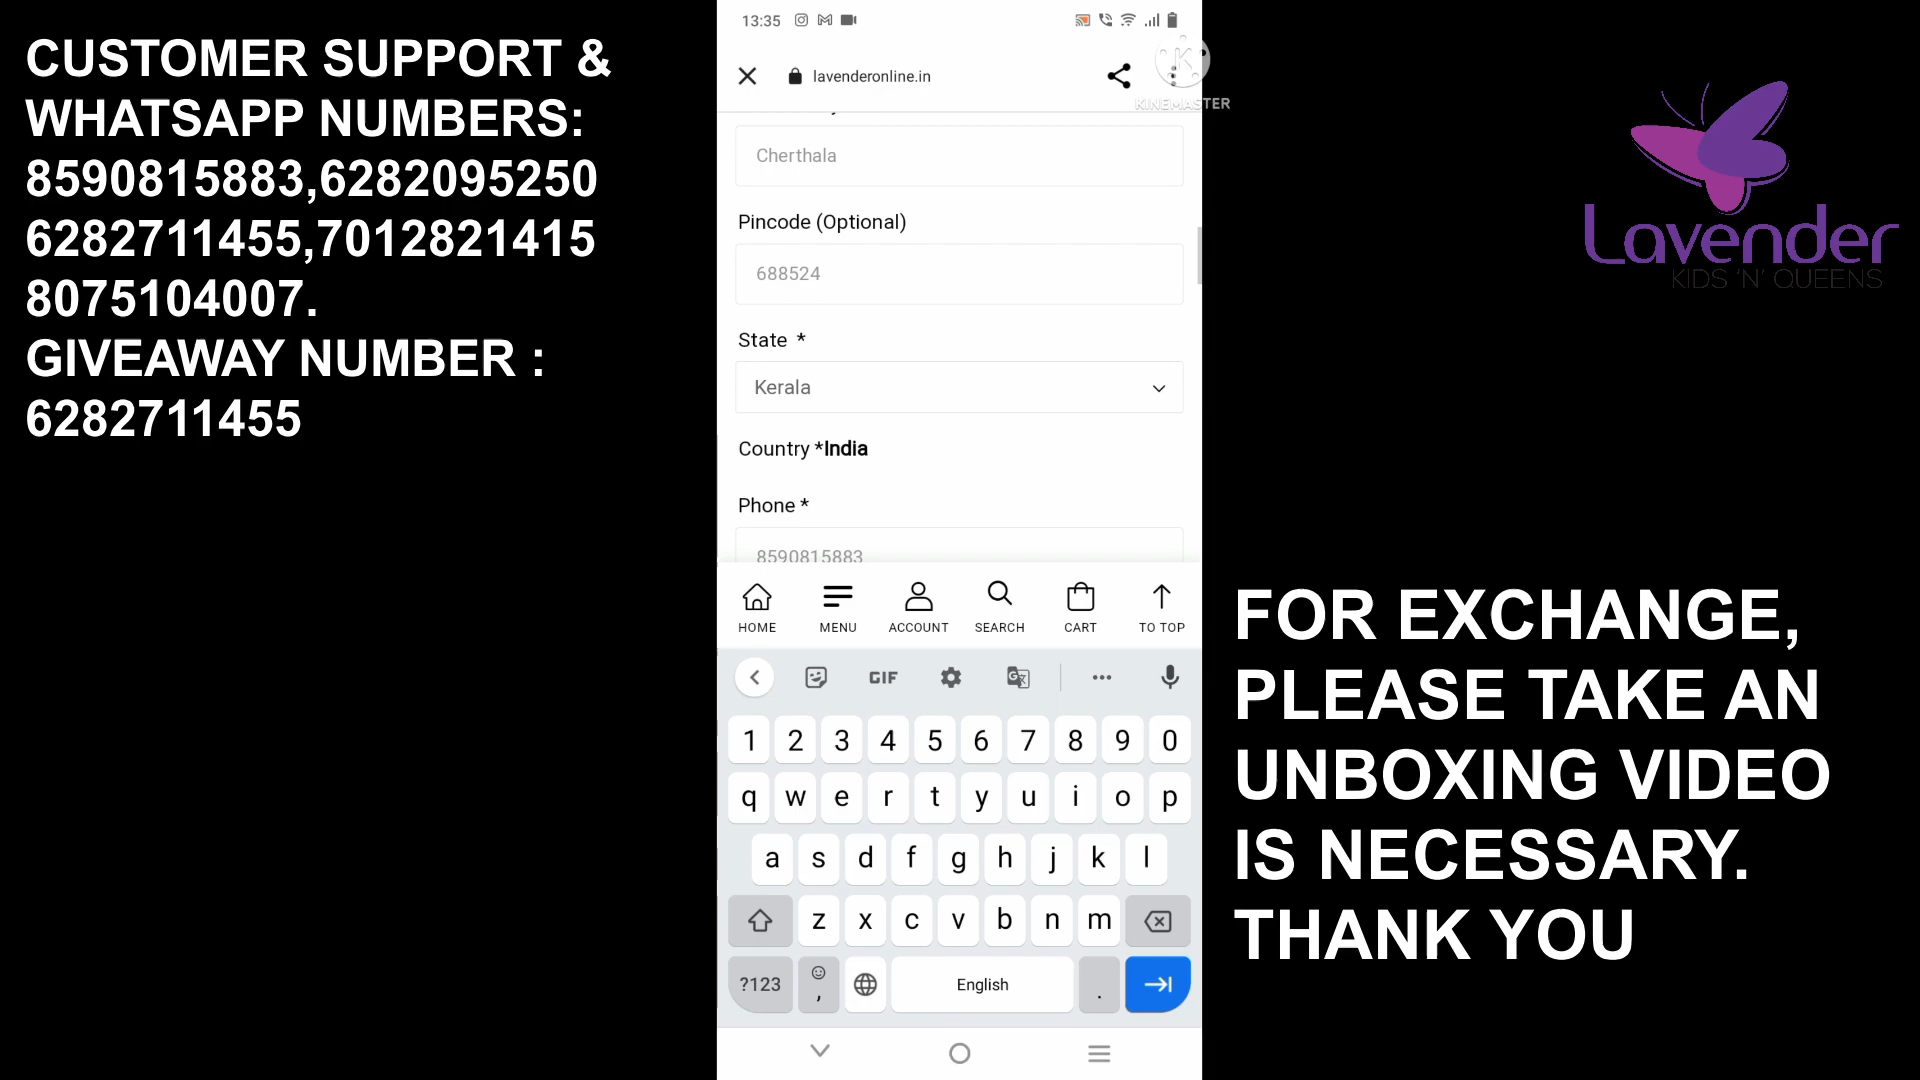 CUSTOMER SUPPORT &
WHATSAPP NUMBERS:
8590815883,6282095250
6282711455,7012821415
8075104007.
GIVEAWAY NUMBER :
6282711455
13:35
lavenderonline.in
KINEMASTER
Cherthala
Pincode (Optional)
688524
State *
Kerala
Country *India
Phone *
8590815883
HOME MENU ACCOUNT SEARCH CART TO TOP
GIF
1 2 3 4 5 6 7 8 9 0
q w e r t y u i o p
a s d f g h j k l
z x c v b n m
?123 , English .
Lavender
KIDS 'N' QUEENS
FOR EXCHANGE,
PLEASE TAKE AN
UNBOXING VIDEO
IS NECESSARY.
THANK YOU